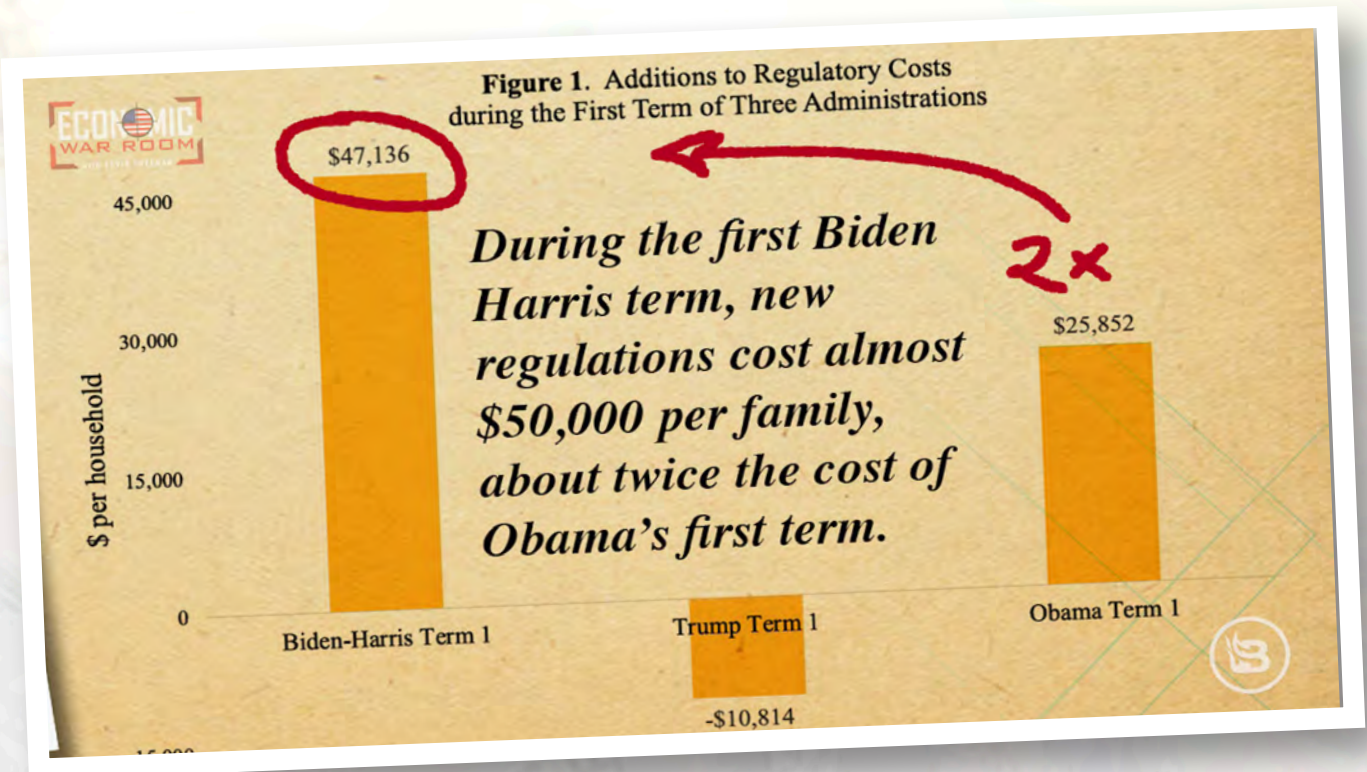 Figure 1. Additions to Regulatory Costs
during the First Term of Three Administrations
ECONOMIC
WAR ROOM
$47,136
45,000
During the first Biden
Harris term, new
regulations cost almost
$50,000 per family,
about twice the cost of
Obama's first term.
2x
$25,852
30,000
$ per household
15,000
0
Biden-Harris Term 1
Trump Term 1
Obama Term 1
B
-$10,814